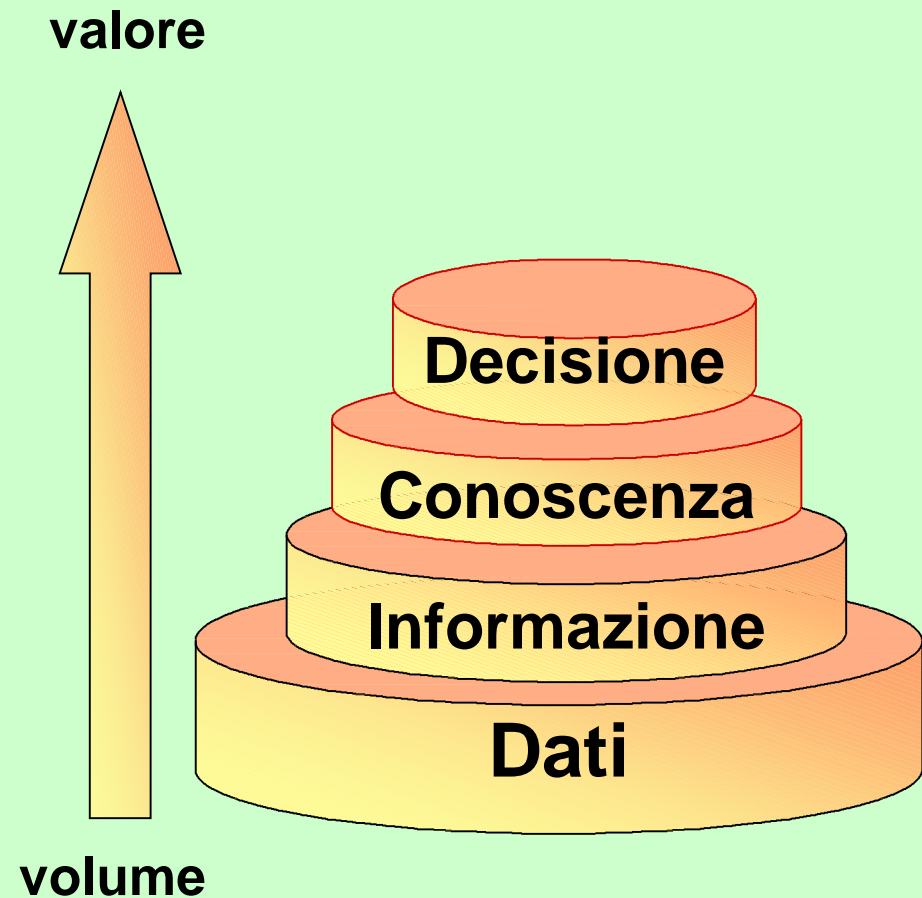 valore
Decisione
Conoscenza
Informazione
Dati
volume